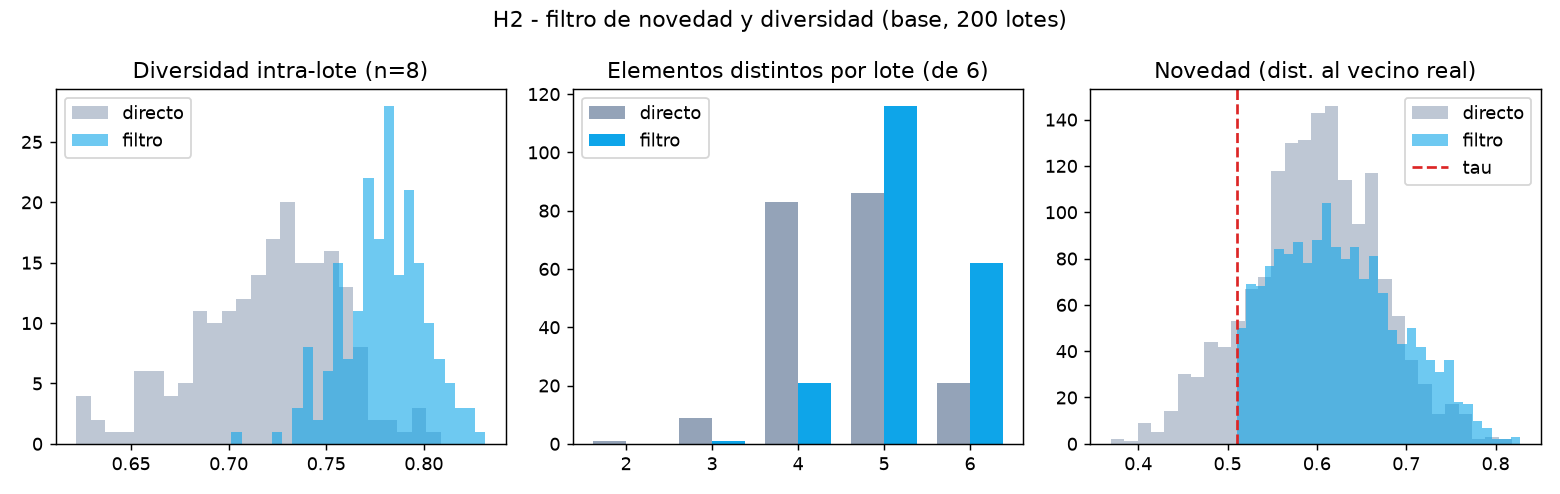 H2 - filtro de novedad y diversidad (base, 200 lotes)
Diversidad intra-lote (n=8)
directo
filtro
25
20
15
10
5
0
0.65 0.70 0.75 0.80
Elementos distintos por lote (de 6)
directo
filtro
120
100
80
60
40
20
0
2 3 4 5 6
Novedad (dist. al vecino real)
directo
filtro
tau
140
120
100
80
60
40
20
0
0.4 0.5 0.6 0.7 0.8